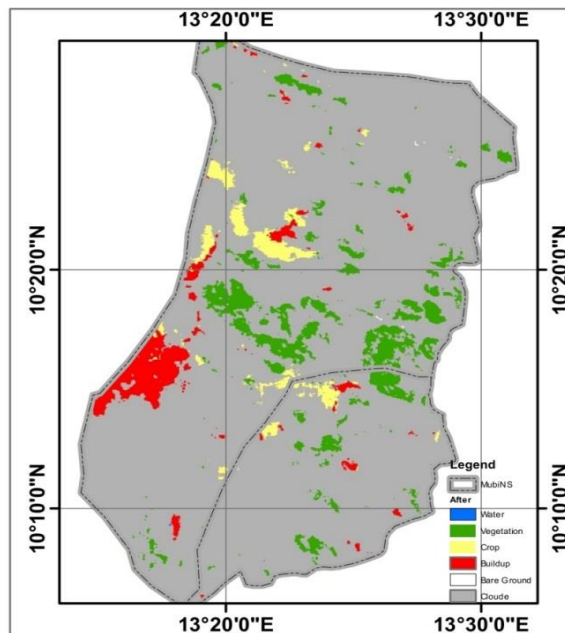 13°20'0"E 13°30'0"E
10°20'0"N 10°20'0"N
10°10'0"N 10°10'0"N
Legend
MubiNS
After
Water
Vegetation
Crop
Buildup
Bare Ground
Cloude
13°20'0"E 13°30'0"E